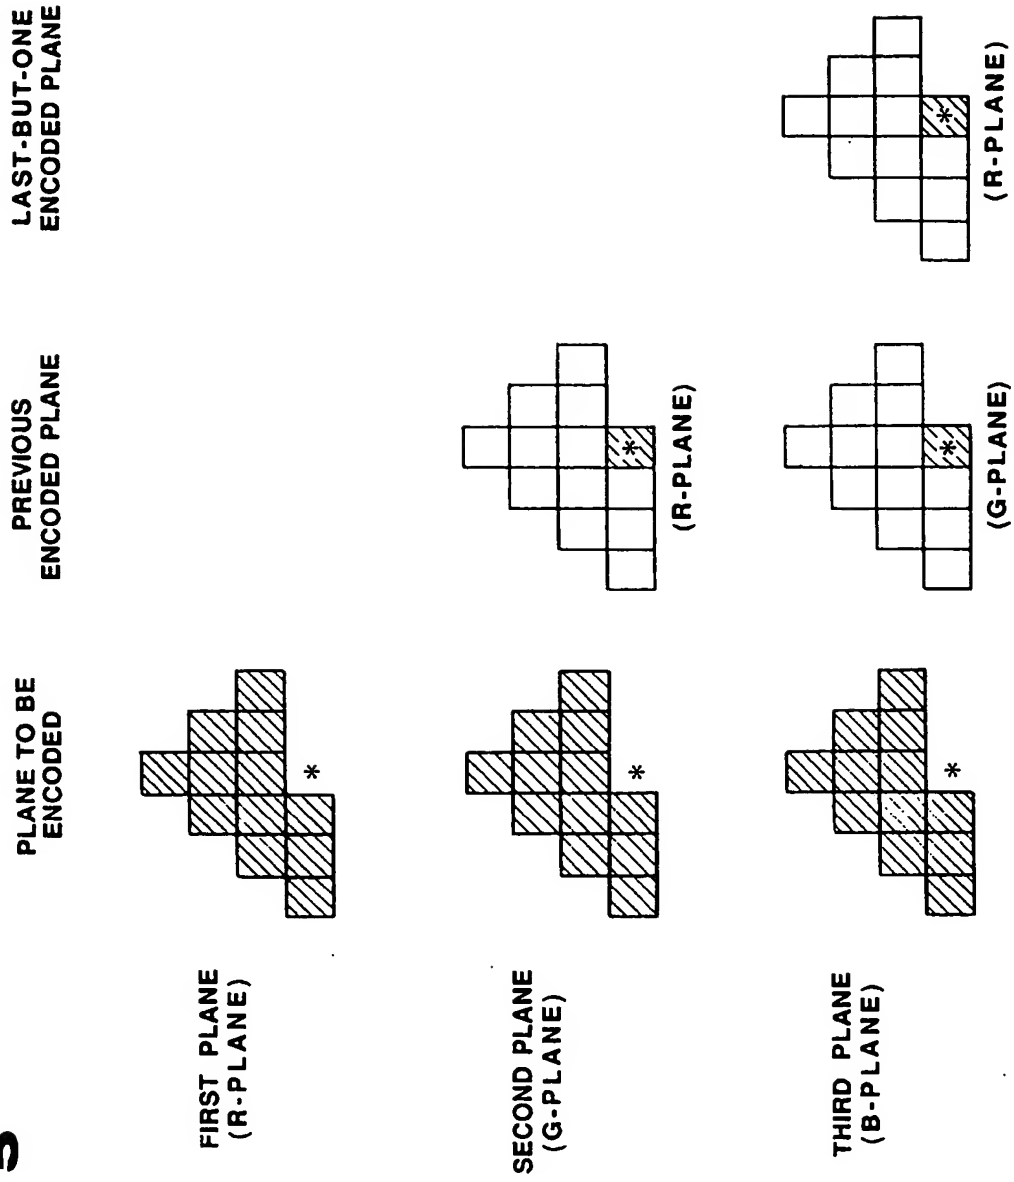 PLANE TO BE
ENCODED
PREVIOUS
ENCODED PLANE
LAST-BUT-ONE
ENCODED PLANE
FIRST PLANE
(R-PLANE)
*
SECOND PLANE
(G-PLANE)
*
*
(R-PLANE)
THIRD PLANE
(B-PLANE)
*
*
(G-PLANE)
*
(R-PLANE)